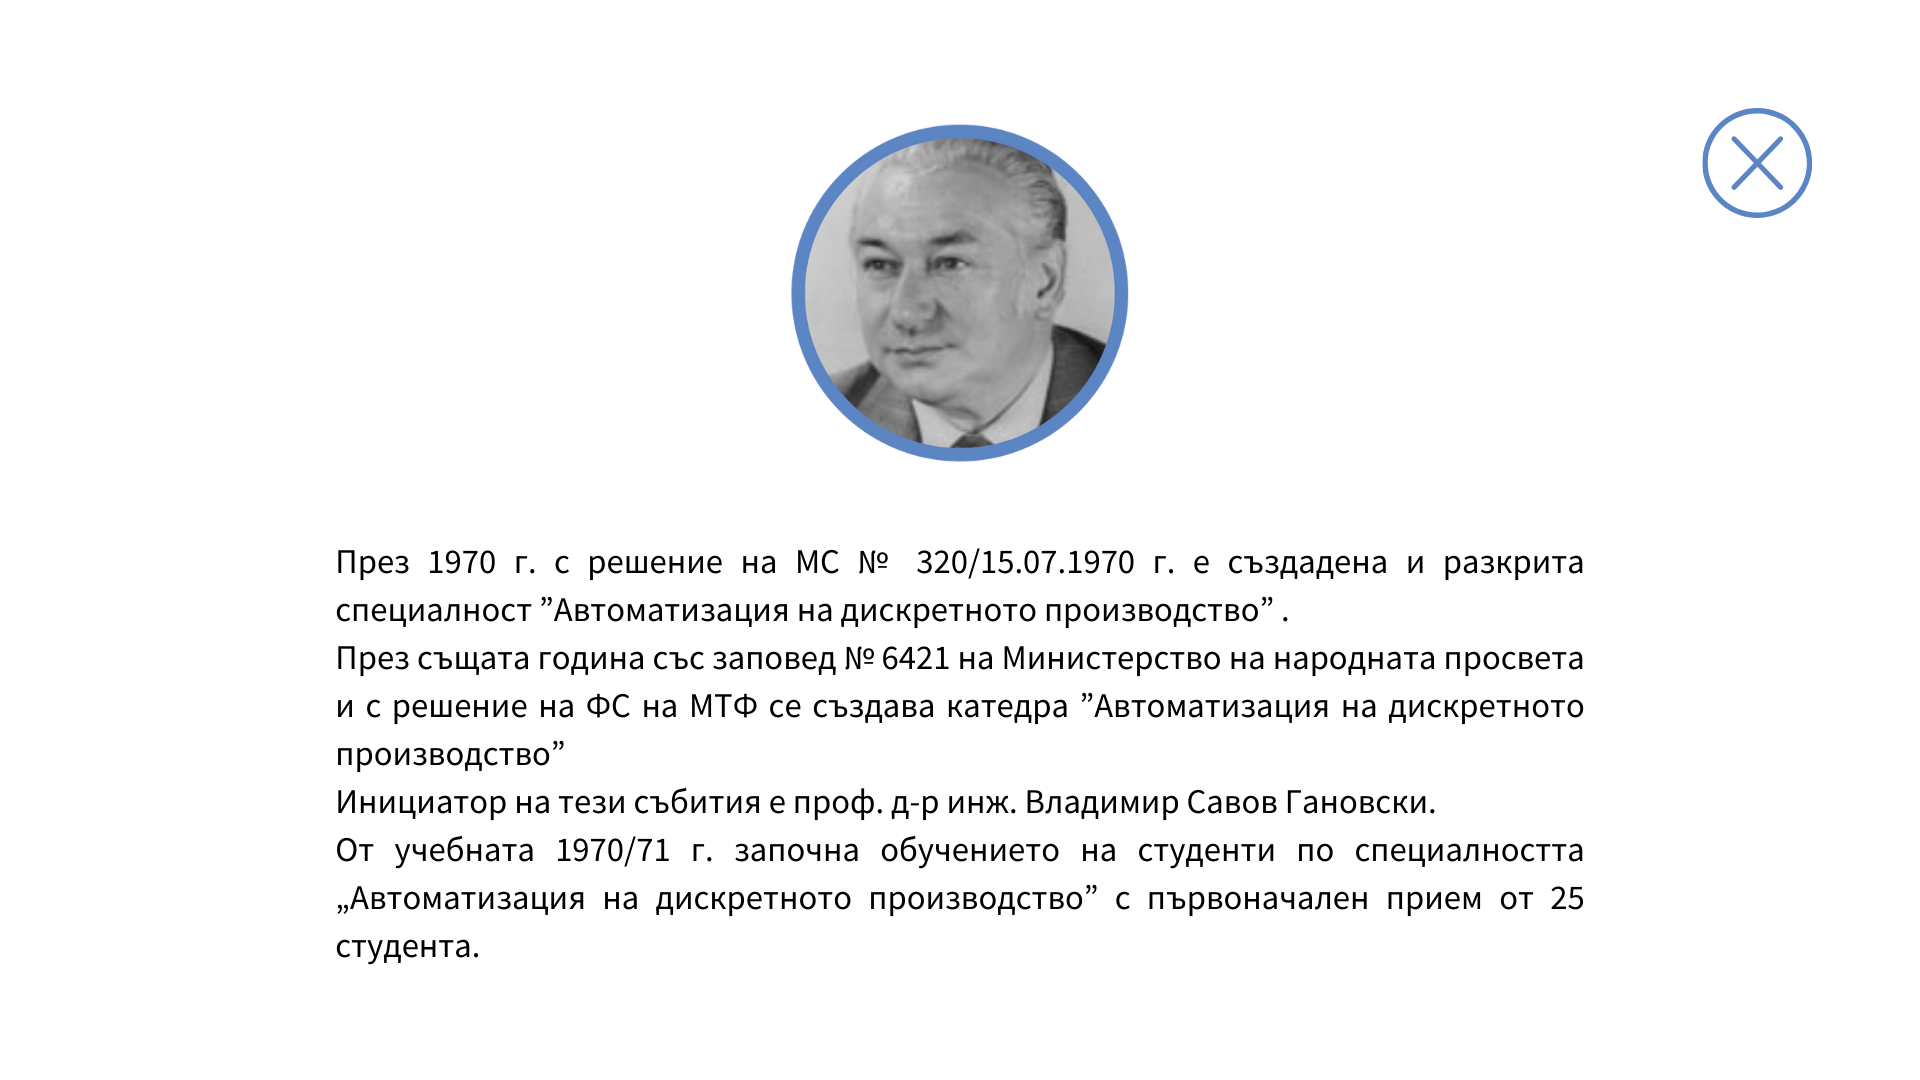 През 1970 г. с решение на МС № 320/15.07.1970 г. е създадена и разкрита
специалност ”Автоматизация на дискретното производство” .
През същата година със заповед № 6421 на Министерство на народната просвета
и с решение на ФС на МТФ се създава катедра ”Автоматизация на дискретното
производство”
Инициатор на тези събития е проф. д-р инж. Владимир Савов Гановски.
От учебната 1970/71 г. започна обучението на студенти по специалността
„Автоматизация на дискретното производство” с първоначален прием от 25
студента.